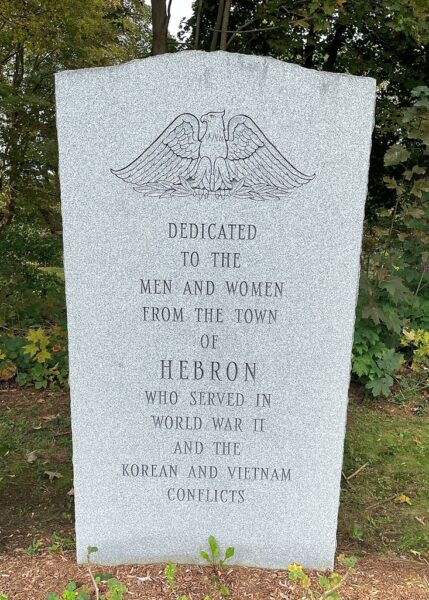 DEDICATED
TO THE
MEN AND WOMEN
FROM THE TOWN
OF
HEBRON
WHO SERVED IN
WORLD WAR II
AND THE
KOREAN AND VIETNAM
CONFLICTS